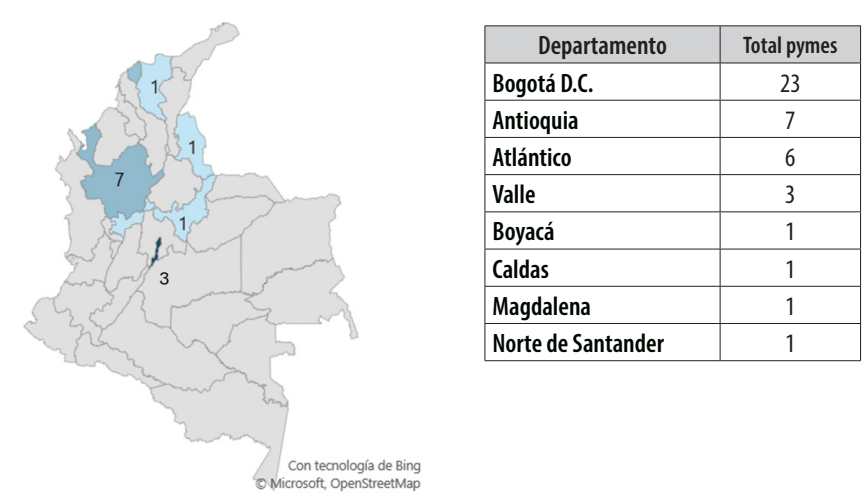 1
1
7
1
3
Con tecnología de Bing
© Microsoft, OpenStreetMap
Departamento Total pymes
Bogotá D.C. 23
Antioquia 7
Atlántico 6
Valle 3
Boyacá 1
Caldas 1
Magdalena 1
Norte de Santander 1